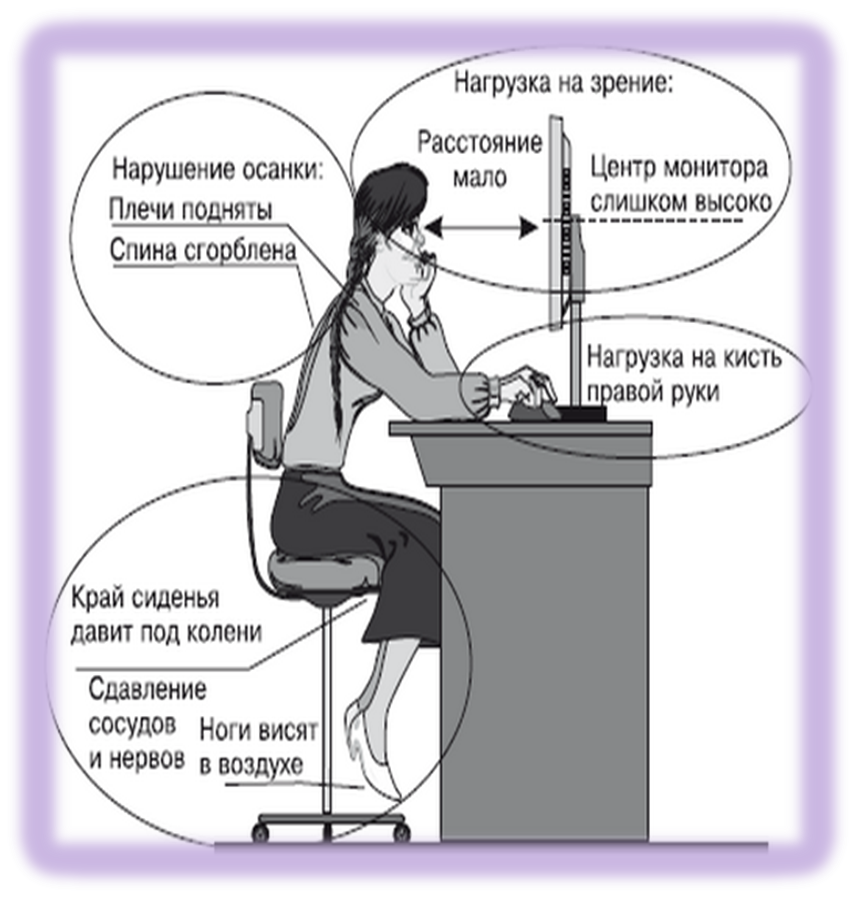 Нагрузка на зрение:
Расстояние
мало
Центр монитора
слишком высоко
Нарушение осанки:
Плечи подняты
Спина сгорблена
Нагрузка на кисть
правой руки
Край сиденья
давит под колени
Сдавление
сосудов
и нервов
Ноги висят
в воздухе